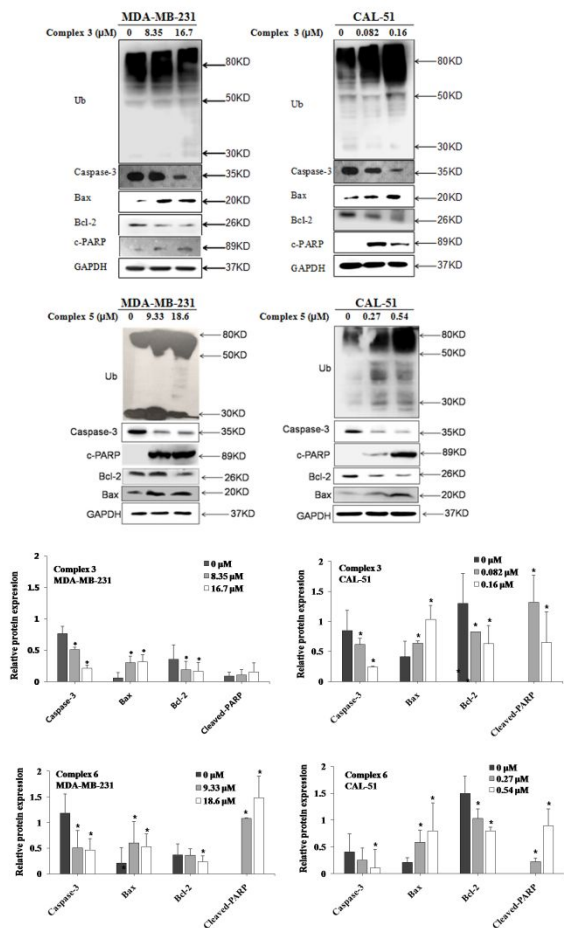 MDA-MB-231
Complex 3 (μM)
0 8.35 16.7
80KD
50KD
Ub
30KD
Caspase-3
35KD
Bax
20KD
Bcl-2
26KD
c-PARP
89KD
GAPDH
37KD
CAL-51
Complex 3 (μM)
0 0.082 0.16
80KD
50KD
Ub
30KD
Caspase-3
35KD
Bax
20KD
Bcl-2
26KD
c-PARP
89KD
GAPDH
37KD
MDA-MB-231
Complex 5 (μM)
0 9.33 18.6
80KD
50KD
Ub
30KD
Caspase-3
35KD
c-PARP
89KD
Bcl-2
26KD
Bax
20KD
GAPDH
37KD
CAL-51
Complex 5 (μM)
0 0.27 0.54
80KD
Ub
30KD
Caspase-3
35KD
c-PARP
89KD
Bcl-2
26KD
Bax
20KD
GAPDH
37KD
Relative protein expression
2
1.5
1
0.5
0
Complex 3
MDA-MB-231
0 μM
8.35 μM
16.7 μM
Caspase-3
Bax
Bcl-2
Cleaved-PARP
Relative protein expression
2
1.5
1
0.5
0
Complex 3
CAL-51
0 μM
0.082 μM
0.16 μM
Caspase-3
Bax
Bcl-2
Cleaved-PARP
Relative protein expression
2
1.5
1
0.5
0
Complex 6
MDA-MB-231
0 μM
9.33 μM
18.6 μM
Caspase-3
Bax
Bcl-2
Cleaved-PARP
Relative protein expression
2
1.5
1
0.5
0
Complex 6
CAL-51
0 μM
0.27 μM
0.54 μM
Caspase-3
Bax
Bcl-2
Cleaved-PARP